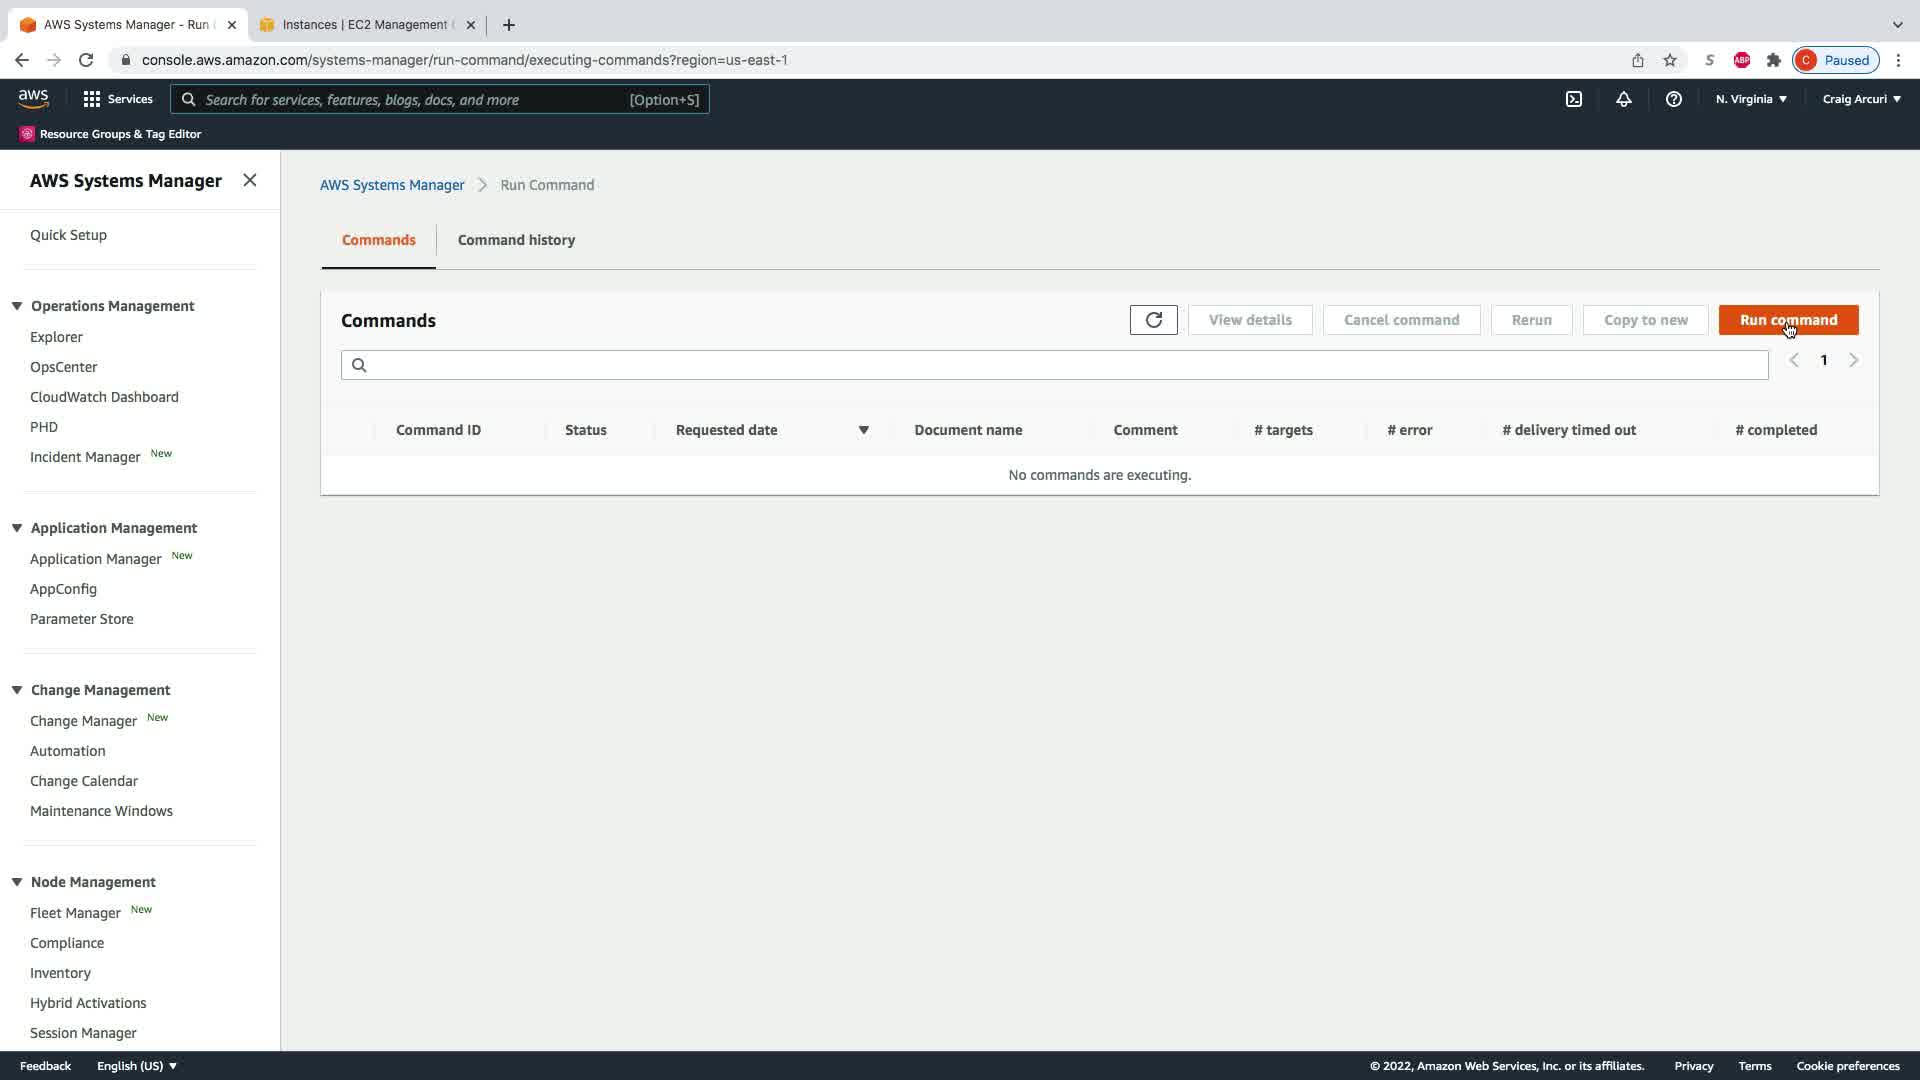 AWS Systems Manager - Run
Instances | EC2 Management
console.aws.amazon.com/systems-manager/run-command/executing-commands?region=us-east-1
S
ABP
C
Paused
aws
Services
Search for services, features, blogs, docs, and more
[Option+S]
N. Virginia
Craig Arcuri
Resource Groups & Tag Editor
AWS Systems Manager
Quick Setup
Operations Management
Explorer
OpsCenter
CloudWatch Dashboard
PHD
Incident Manager New
Application Management
Application Manager New
AppConfig
Parameter Store
Change Management
Change Manager New
Automation
Change Calendar
Maintenance Windows
Node Management
Fleet Manager New
Compliance
Inventory
Hybrid Activations
Session Manager
AWS Systems Manager > Run Command
Commands
Command history
Commands
View details
Cancel command
Rerun
Copy to new
Run command
1
Command ID
Status
Requested date
Document name
Comment
# targets
# error
# delivery timed out
# completed
No commands are executing.
Feedback
English (US)
© 2022, Amazon Web Services, Inc. or its affiliates.
Privacy
Terms
Cookie preferences